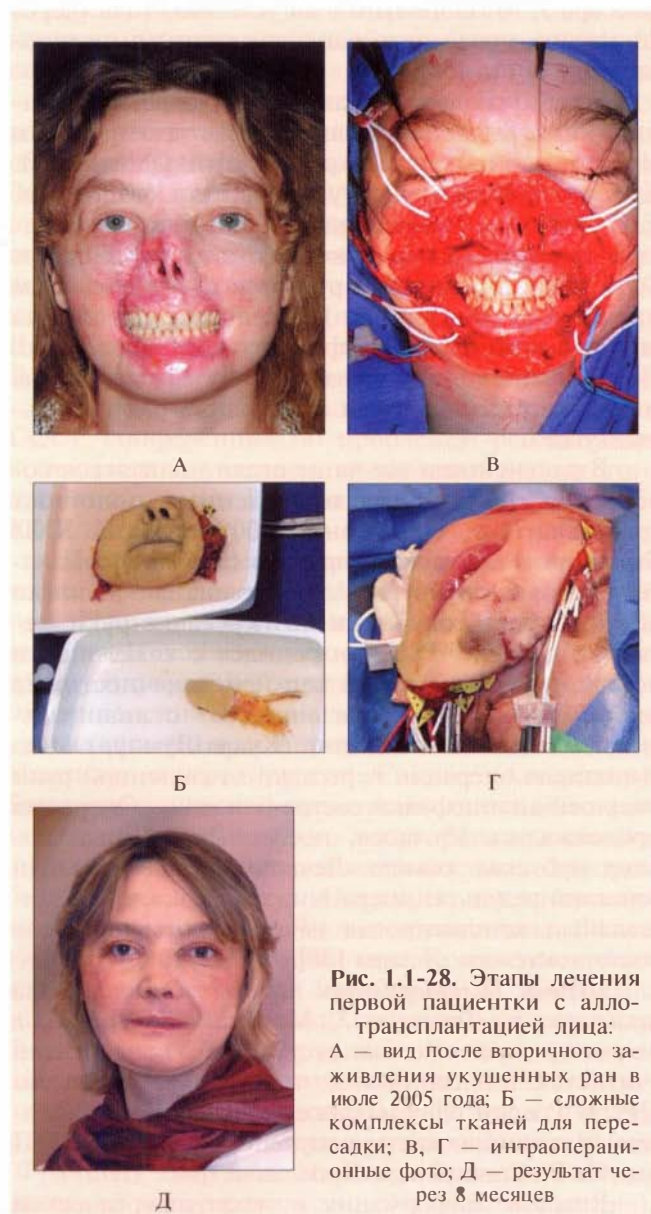 А
В
Б
Г
Д
Рис. 1.1-28. Этапы лечения
первой пациентки с алло-
трансплантацией лица:
А — вид после вторичного за-
живления укушенных ран в
июле 2005 года; Б — сложные
комплексы тканей для пере-
садки; В, Г — интраопераци-
онные фото; Д — результат че-
рез 8 месяцев